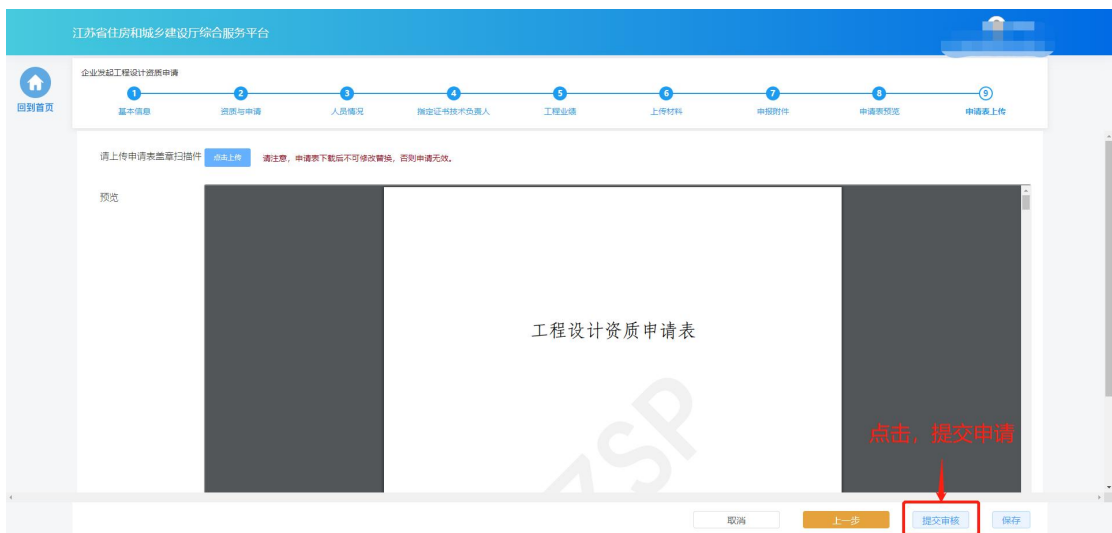 江苏省住房和城乡建设厅综合服务平台
回到首页
企业发起工程设计资质申请
1 2 3 4 5 6 7 8 9
基本信息 资质与申请 人员情况 指定证书技术负责人 工程业绩 上传材料 申报附件 申请表预览 申请表上传
请上传申请表盖章扫描件 点击上传 请注意，申请表下载后不可修改替换，否则申请无效。
预览
工程设计资质申请表
ZSP
点击，提交申请
取消 上一步 提交审核 保存